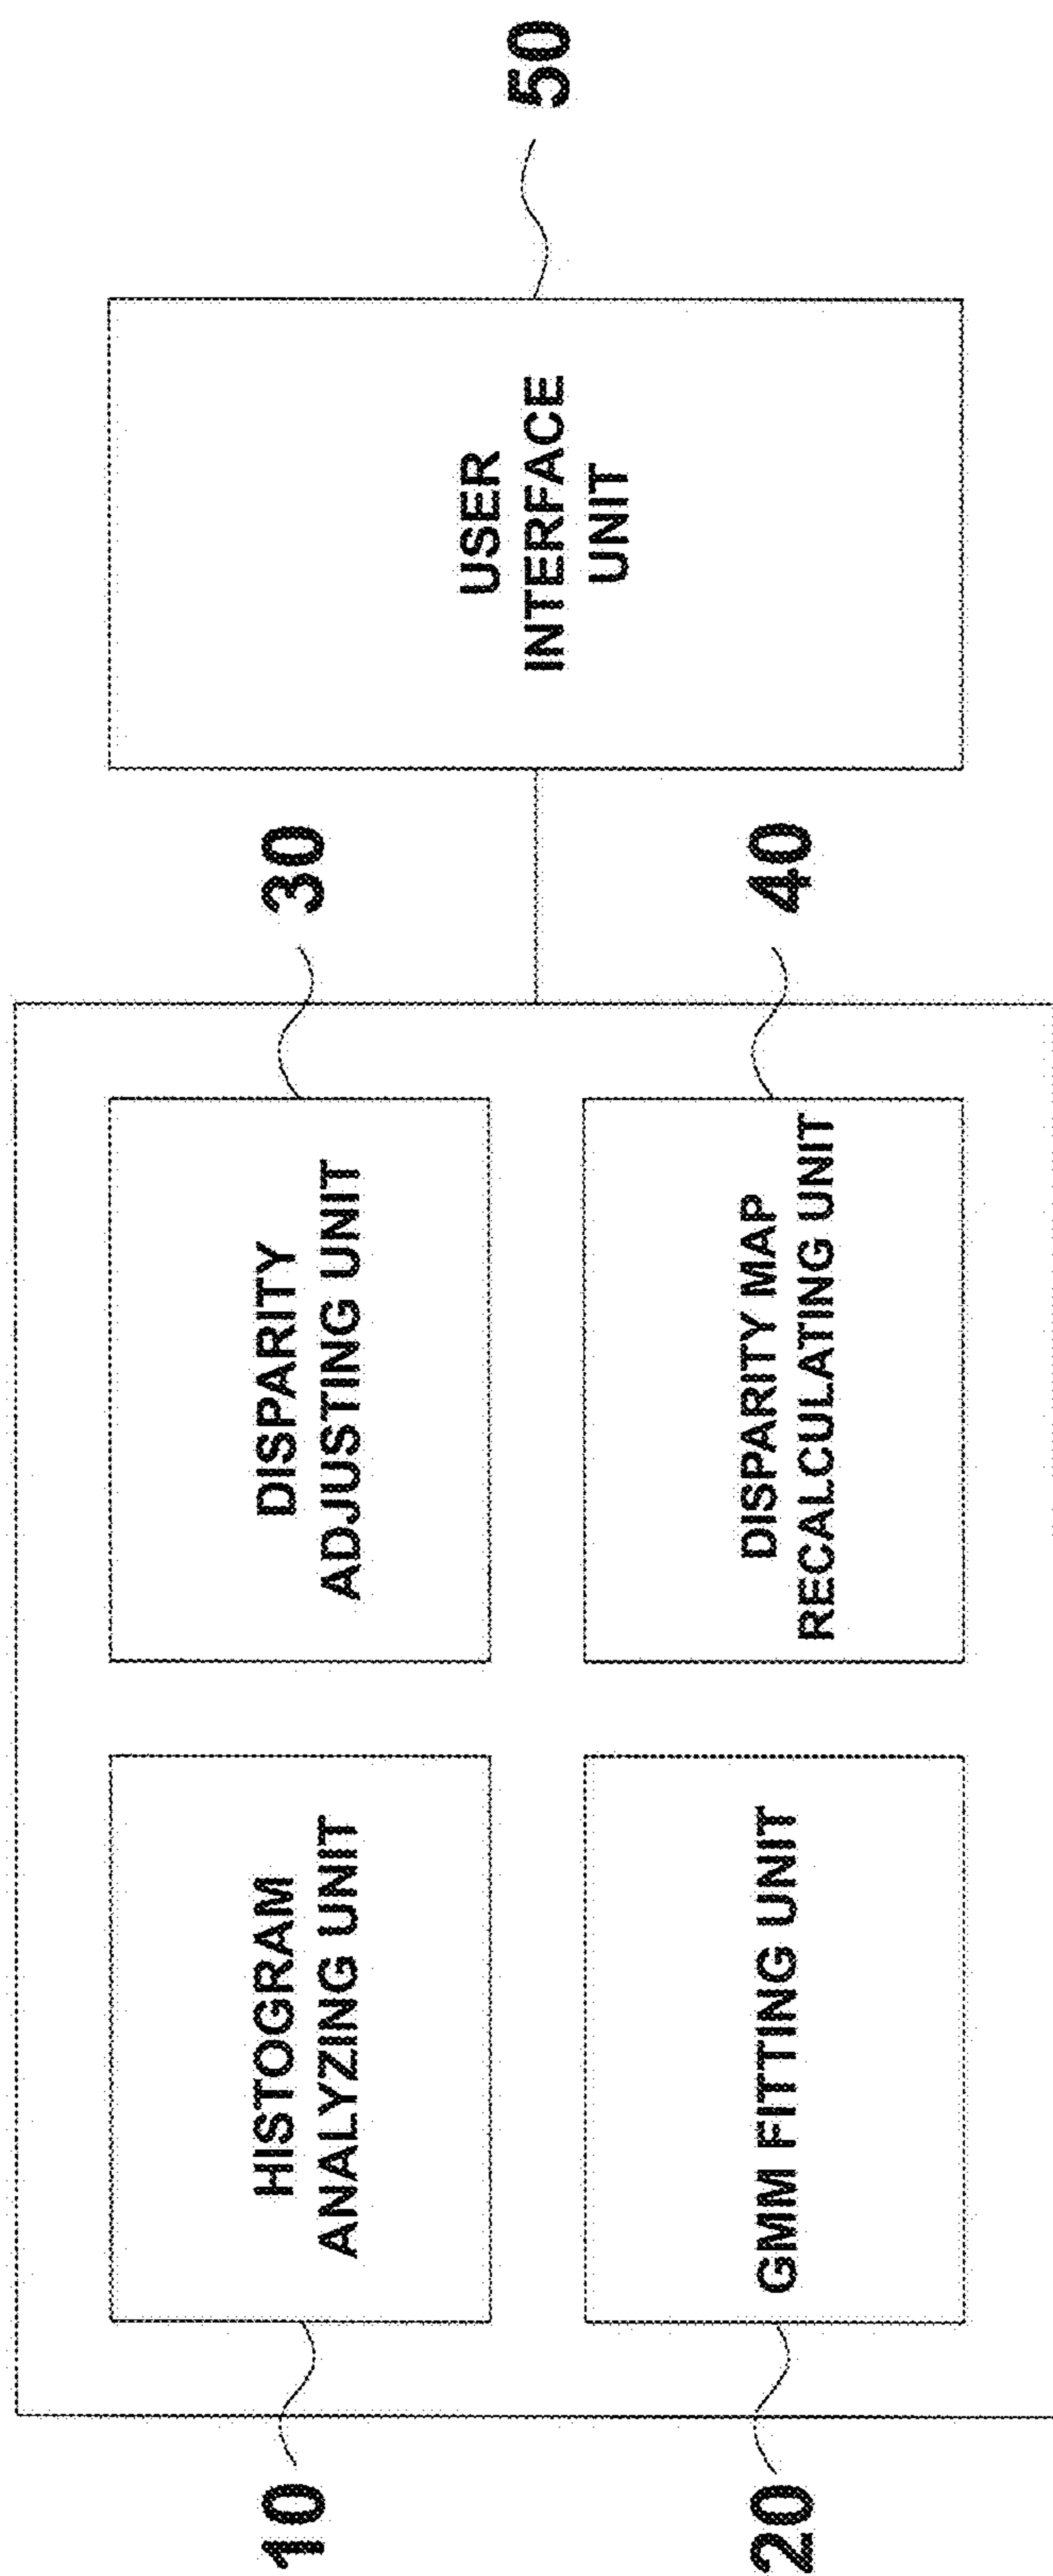 10
HISTOGRAM
ANALYZING UNIT
DISPARITY
ADJUSTING UNIT
30
20
GMM FITTING UNIT
DISPARITY MAP
RECALCULATING UNIT
40
USER
INTERFACE
UNIT
50